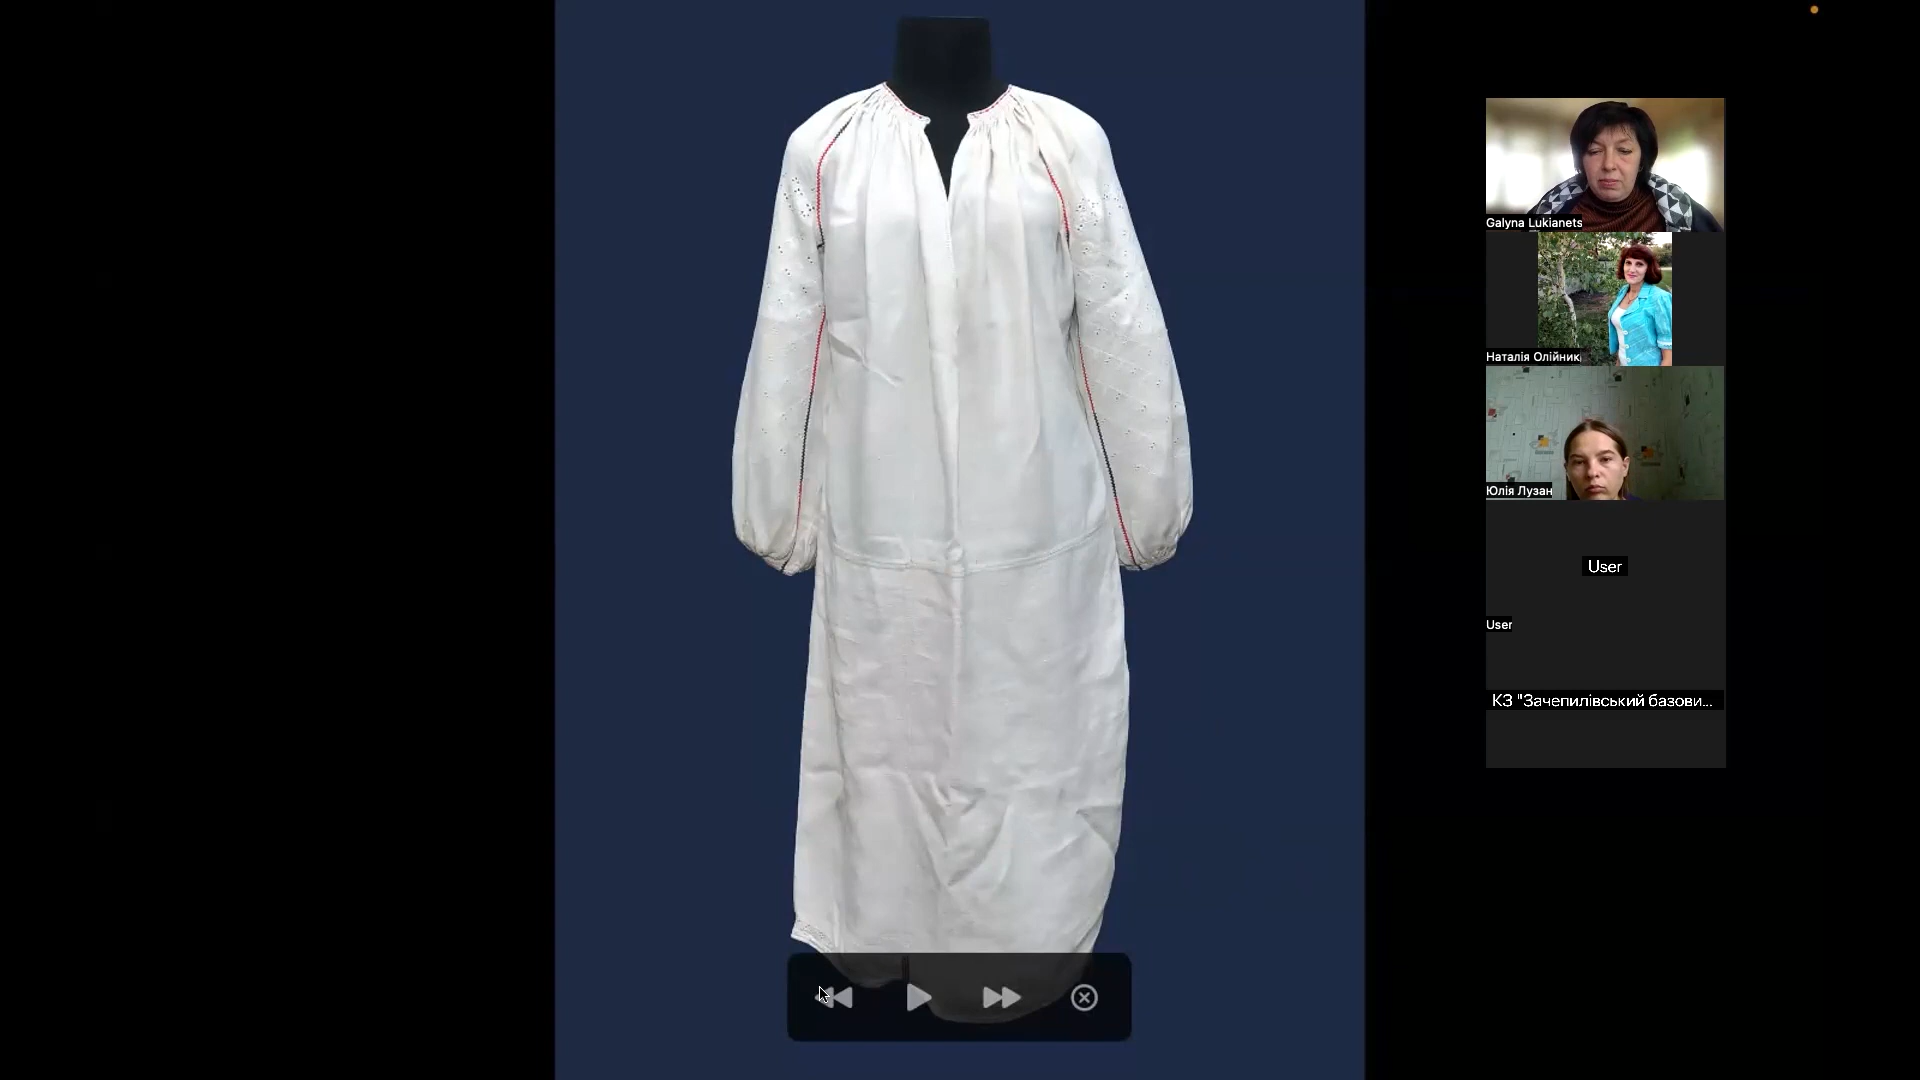 Galyna Lukianets
Наталія Олійник
Юлія Лузан
User
User
КЗ "Зачепилівський базови...